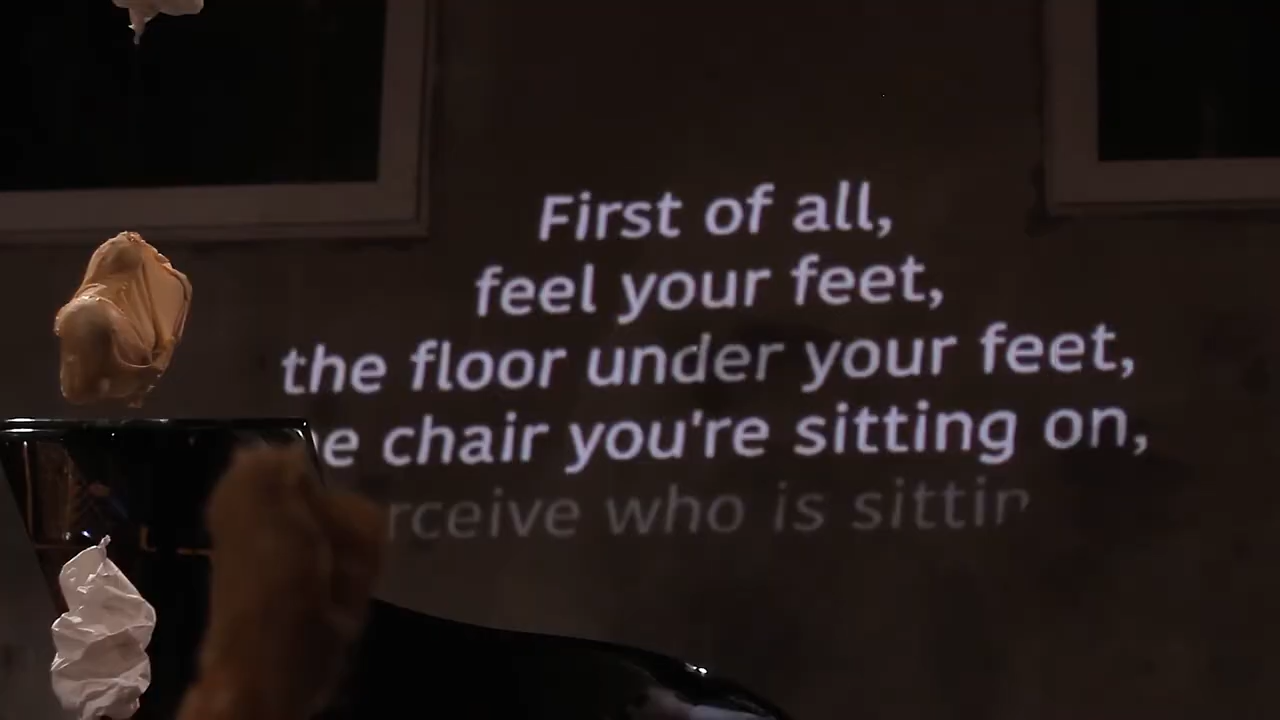 First of all,
feel your feet,
the floor under your feet,
chair you're sitting on,
who is